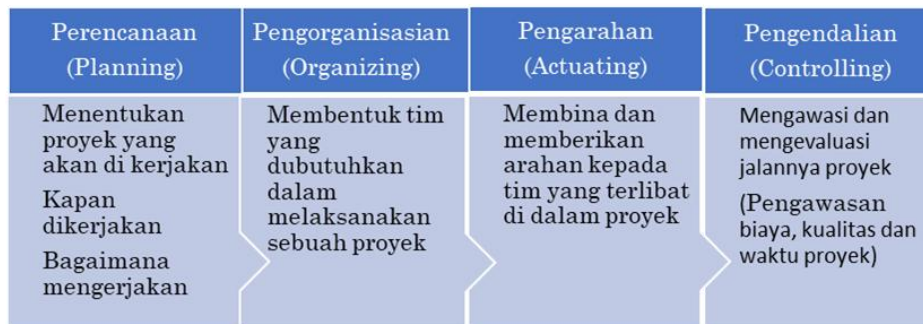 Perencanaan
(Planning)
Menentukan
proyek yang
akan di kerjakan
Kapan
dikerjakan
Bagaimana
mengerjakan
Pengorganisasian
(Organizing)
Membentuk tim
yang
dubutuhkan
dalam
melaksanakan
sebuah proyek
Pengarahan
(Actuating)
Membina dan
memberikan
arahan kepada
tim yang terlibat
di dalam proyek
Pengendalian
(Controlling)
Mengawasi dan
mengevaluasi
jalannya proyek
(Pengawasan
biaya, kualitas dan
waktu proyek)